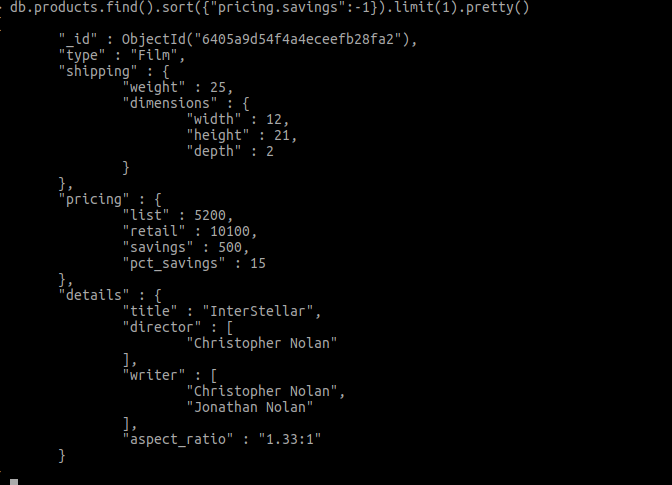 db.products.find().sort({"pricing.savings":-1}).limit(1).pretty()
"_id" : ObjectId("6405a9d54f4a4eceefb28fa2"),
"type" : "Film",
"shipping" : {
"weight" : 25,
"dimensions" : {
"width" : 12,
"height" : 21,
"depth" : 2
}
},
"pricing" : {
"list" : 5200,
"retail" : 10100,
"savings" : 500,
"pct_savings" : 15
},
"details" : {
"title" : "InterStellar",
"director" : [
"Christopher Nolan"
],
"writer" : [
"Christopher Nolan",
"Jonathan Nolan"
],
"aspect_ratio" : "1.33:1"
}